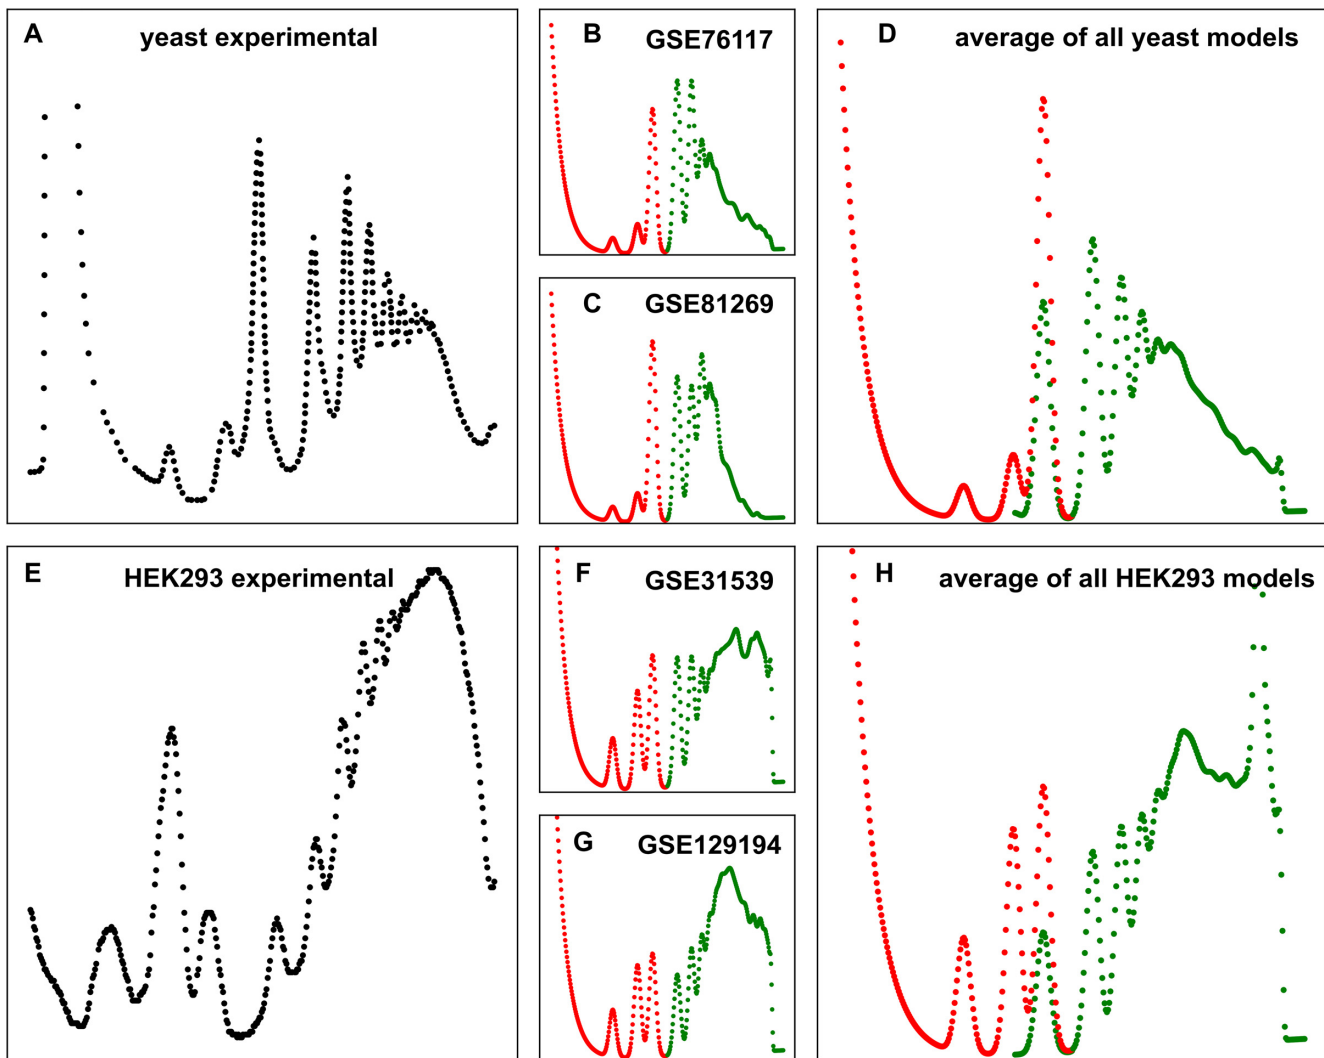 A yeast experimental
B GSE76117
C GSE81269
D average of all yeast models
E HEK293 experimental
F GSE31539
G GSE129194
H average of all HEK293 models